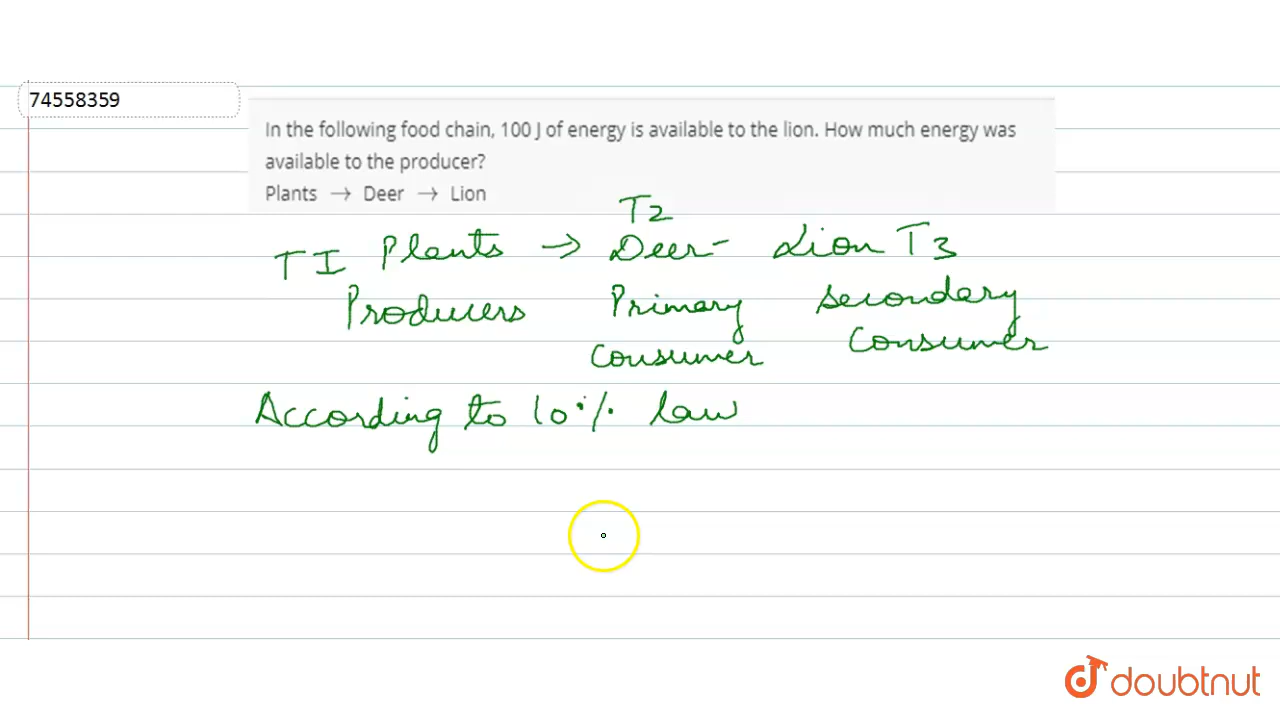 74558359
In the following food chain, 100 J of energy is available to the lion. How much energy was
available to the producer?
Plants → Deer → Lion
T2
TI Plants → Deer - Lion T3
Producers Primary Secondary
Consumer Consumer
According to 10% law
doubtnut